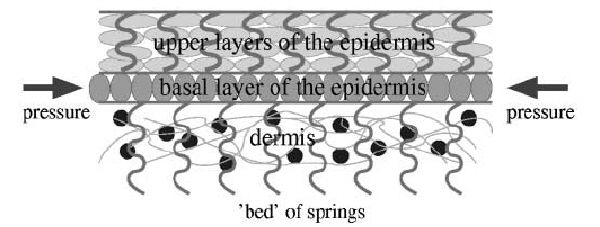 upper layers of the epidermis
basal layer of the epidermis
pressure
pressure
dermis
'bed' of springs